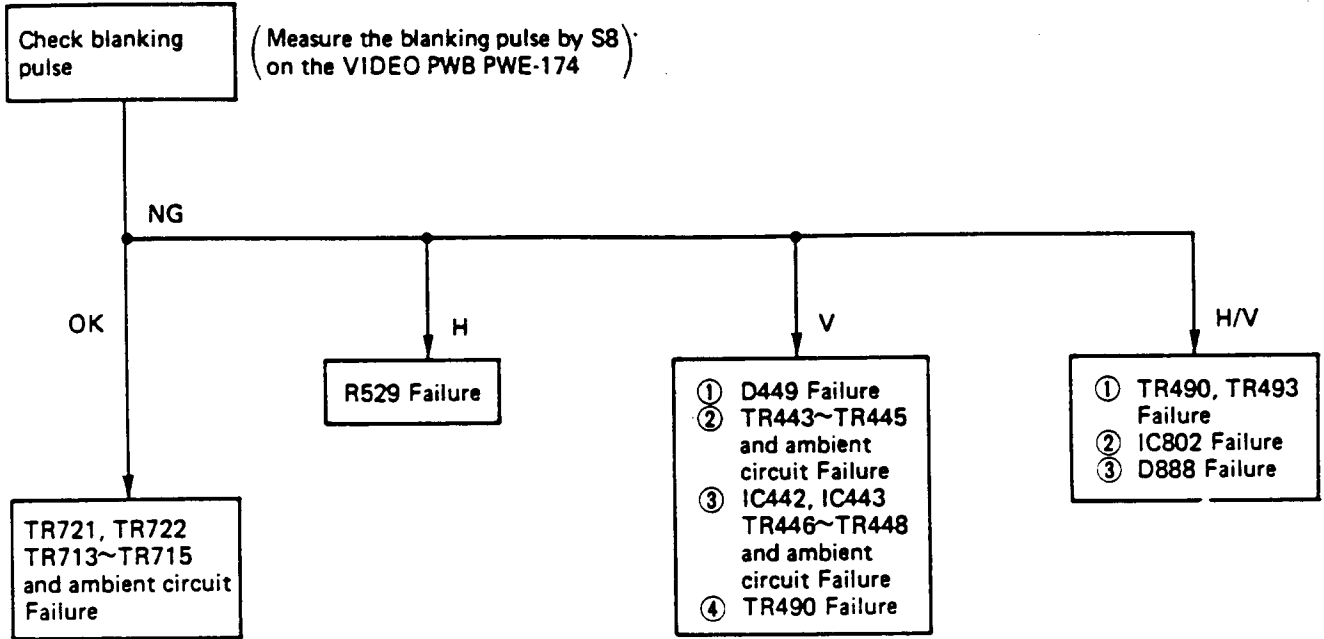 Check blanking
pulse
(Measure the blanking pulse by S8
on the VIDEO PWB PWE-174)
NG
OK
H
V
H/V
R529 Failure
① D449 Failure
② TR443~TR445
and ambient
circuit Failure
③ IC442, IC443
TR446~TR448
and ambient
circuit Failure
④ TR490 Failure
① TR490, TR493
Failure
② IC802 Failure
③ D888 Failure
TR721, TR722
TR713~TR715
and ambient circuit
Failure